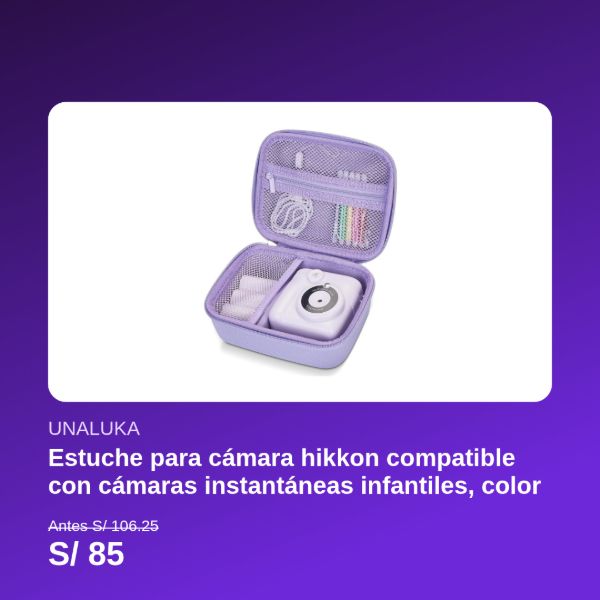 UNALUKA
Estuche para cámara hikkon compatible
con cámaras instantáneas infantiles, color
Antes S/ 106.25
S/ 85